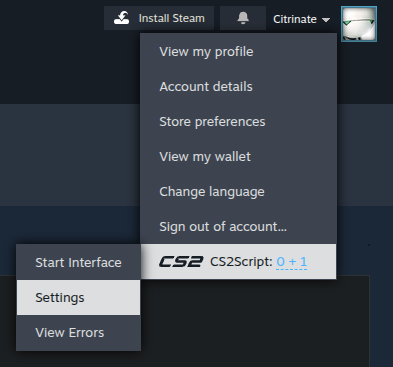 Install Steam
Citrinate
View my profile
Account details
Store preferences
View my wallet
Change language
Sign out of account...
CS2 CS2Script: 0 + 1
Start Interface
Settings
View Errors